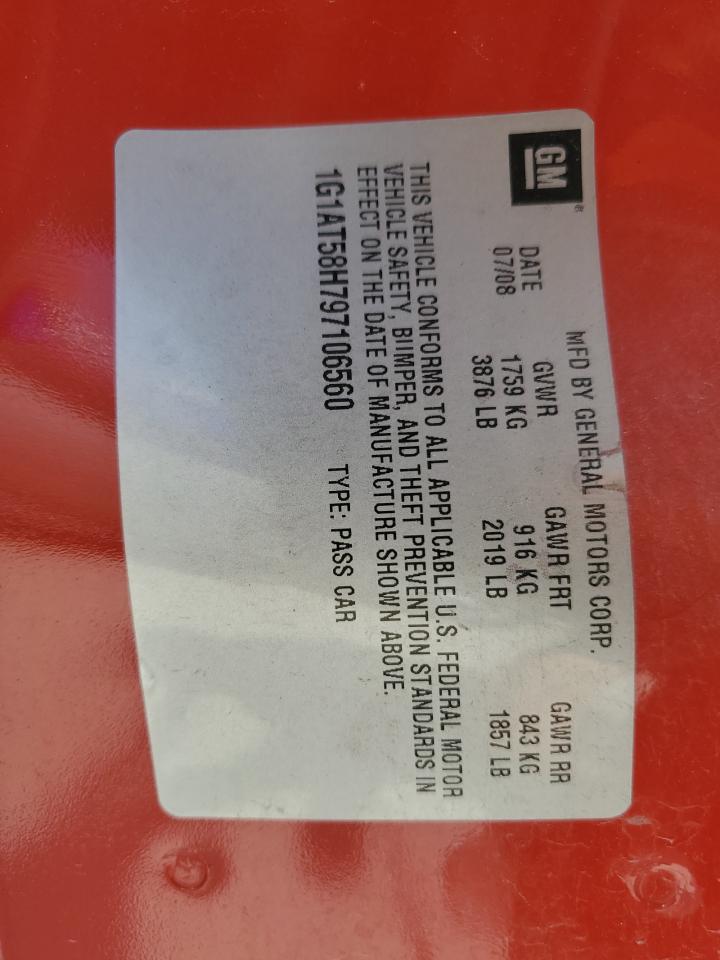 GM®
MFD BY GENERAL MOTORS CORP.
DATE GVWR GAWR FRT GAWR RR
07/08 1759 KG 916 KG 843 KG
3876 LB 2019 LB 1857 LB
THIS VEHICLE CONFORMS TO ALL APPLICABLE U.S. FEDERAL MOTOR
VEHICLE SAFETY, BUMPER, AND THEFT PREVENTION STANDARDS IN
EFFECT ON THE DATE OF MANUFACTURE SHOWN ABOVE.
1G1AT58H797106560 TYPE: PASS CAR